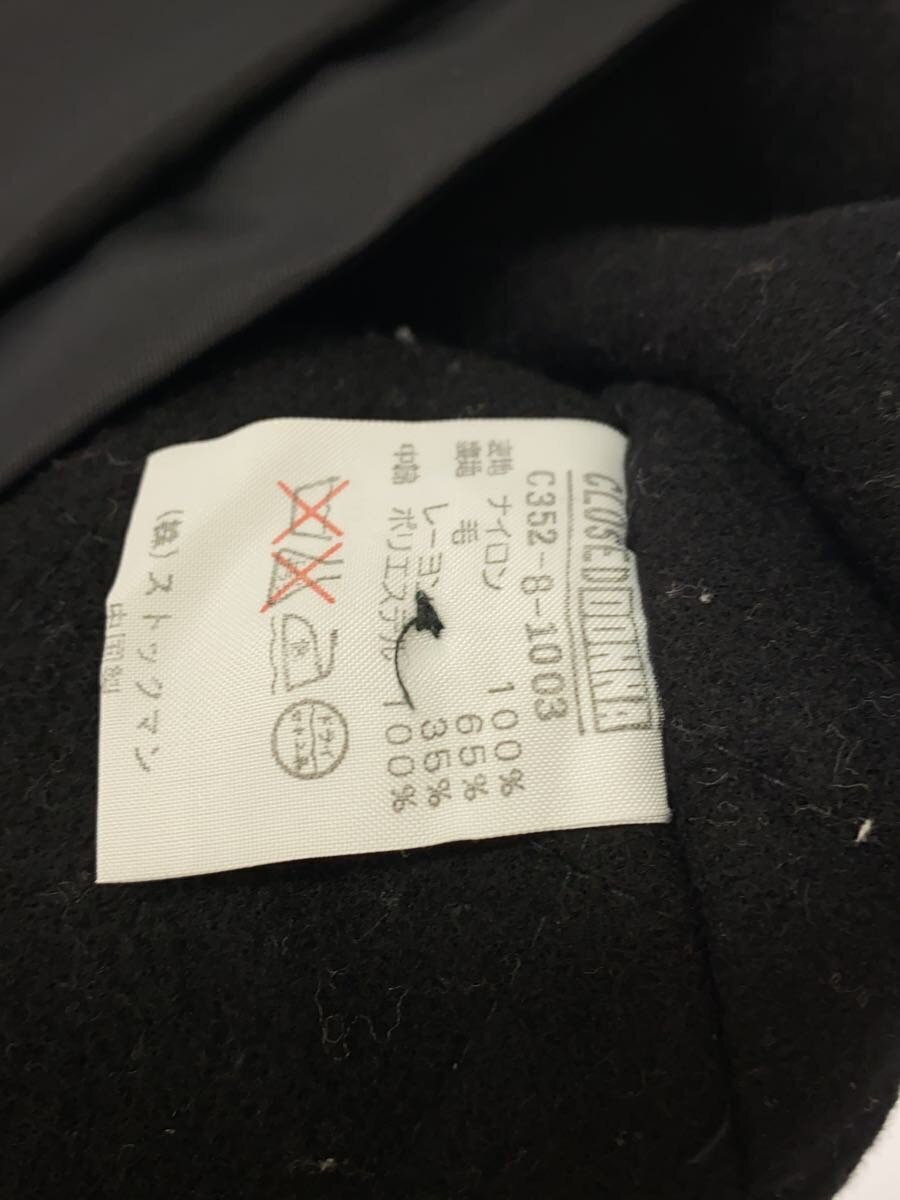 CLOSED DONNA
C352-8-1003
表地 ナイロン 100%
裏地 毛 65%
レーヨン 35%
中綿 ポリエステル 100%
ドライ
(株)ストックマン
中国製